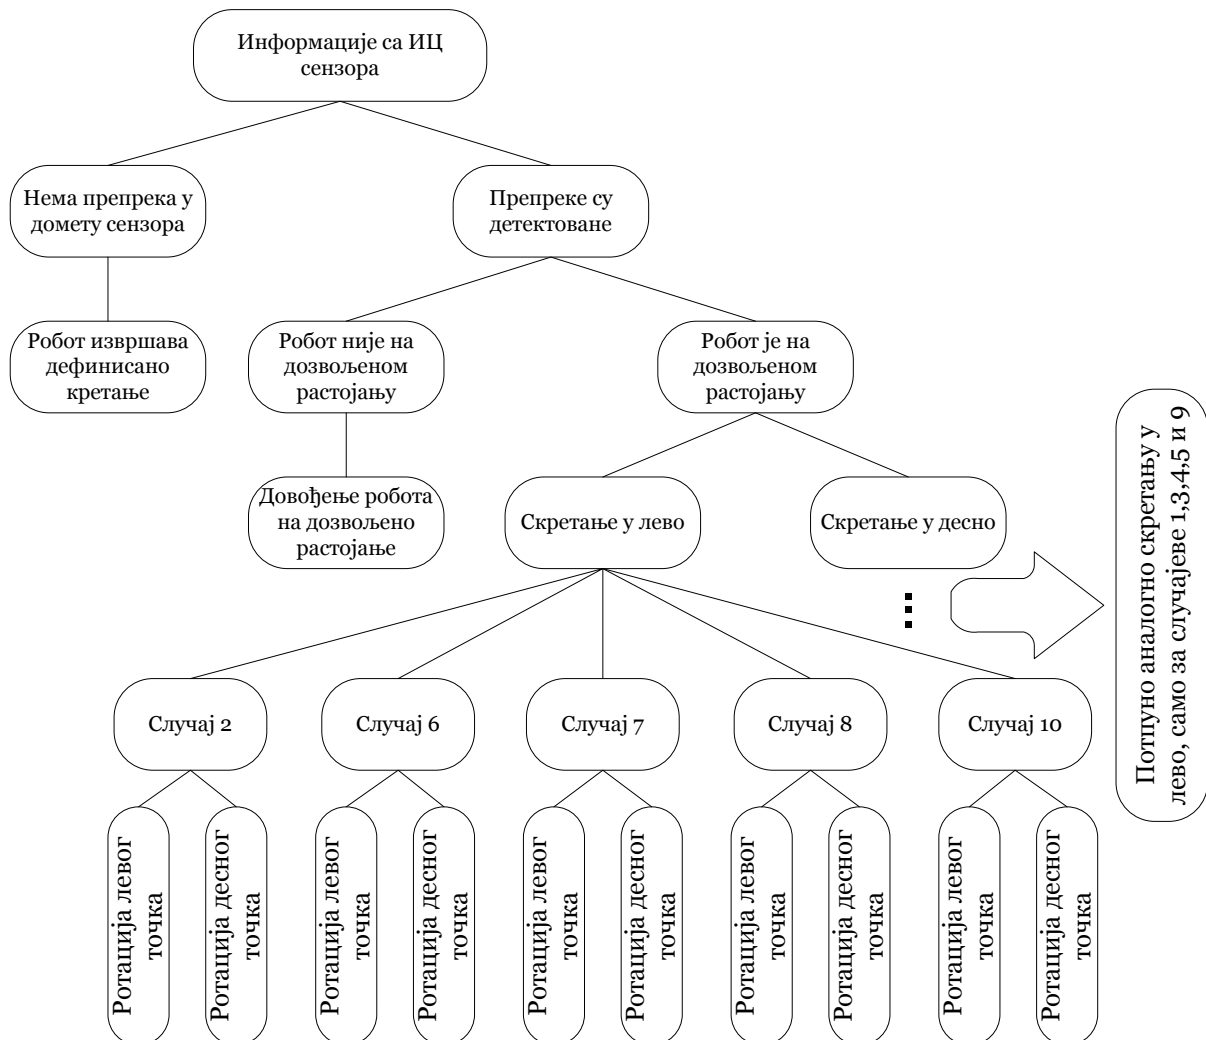 Информације са ИЦ
сензора
Нема препрека у
домету сензора
Препреке су
детектоване
Робот извршава
дефинисано
кретање
Робот није на
дозвољеном
растојању
Робот је на
дозвољеном
растојању
Довођење робота
на дозвољено
растојање
Скретање у лево
Скретање у десно
...
Потпуно аналогно скретању у
лево, само за случајеве 1,3,4,5 и 9
Случај 2
Случај 6
Случај 7
Случај 8
Случај 10
Ротација левог
точка
Ротација десног
точка
Ротација левог
точка
Ротација десног
точка
Ротација левог
точка
Ротација десног
точка
Ротација левог
точка
Ротација десног
точка
Ротација левог
точка
Ротација десног
точка